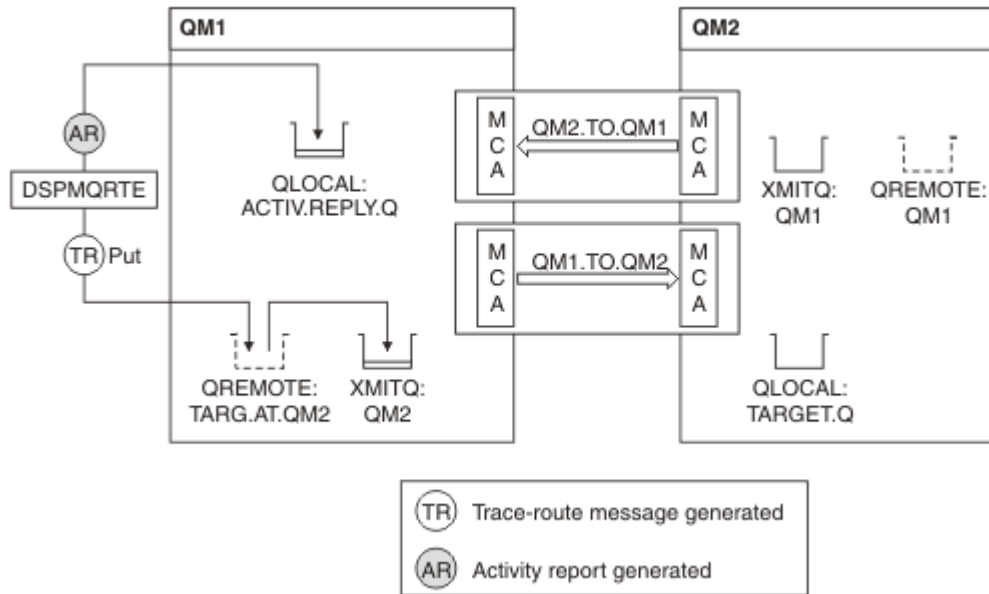 QM1
QM2
AR
DSPMQRTE
TR Put
QLOCAL:
ACTIV.REPLY.Q
QREMOTE:
TARG.AT.QM2
XMITQ:
QM2
M
C
A
QM2.TO.QM1
M
C
A
M
C
A
QM1.TO.QM2
M
C
A
XMITQ:
QM1
QREMOTE:
QM1
QLOCAL:
TARGET.Q
TR Trace-route message generated
AR Activity report generated